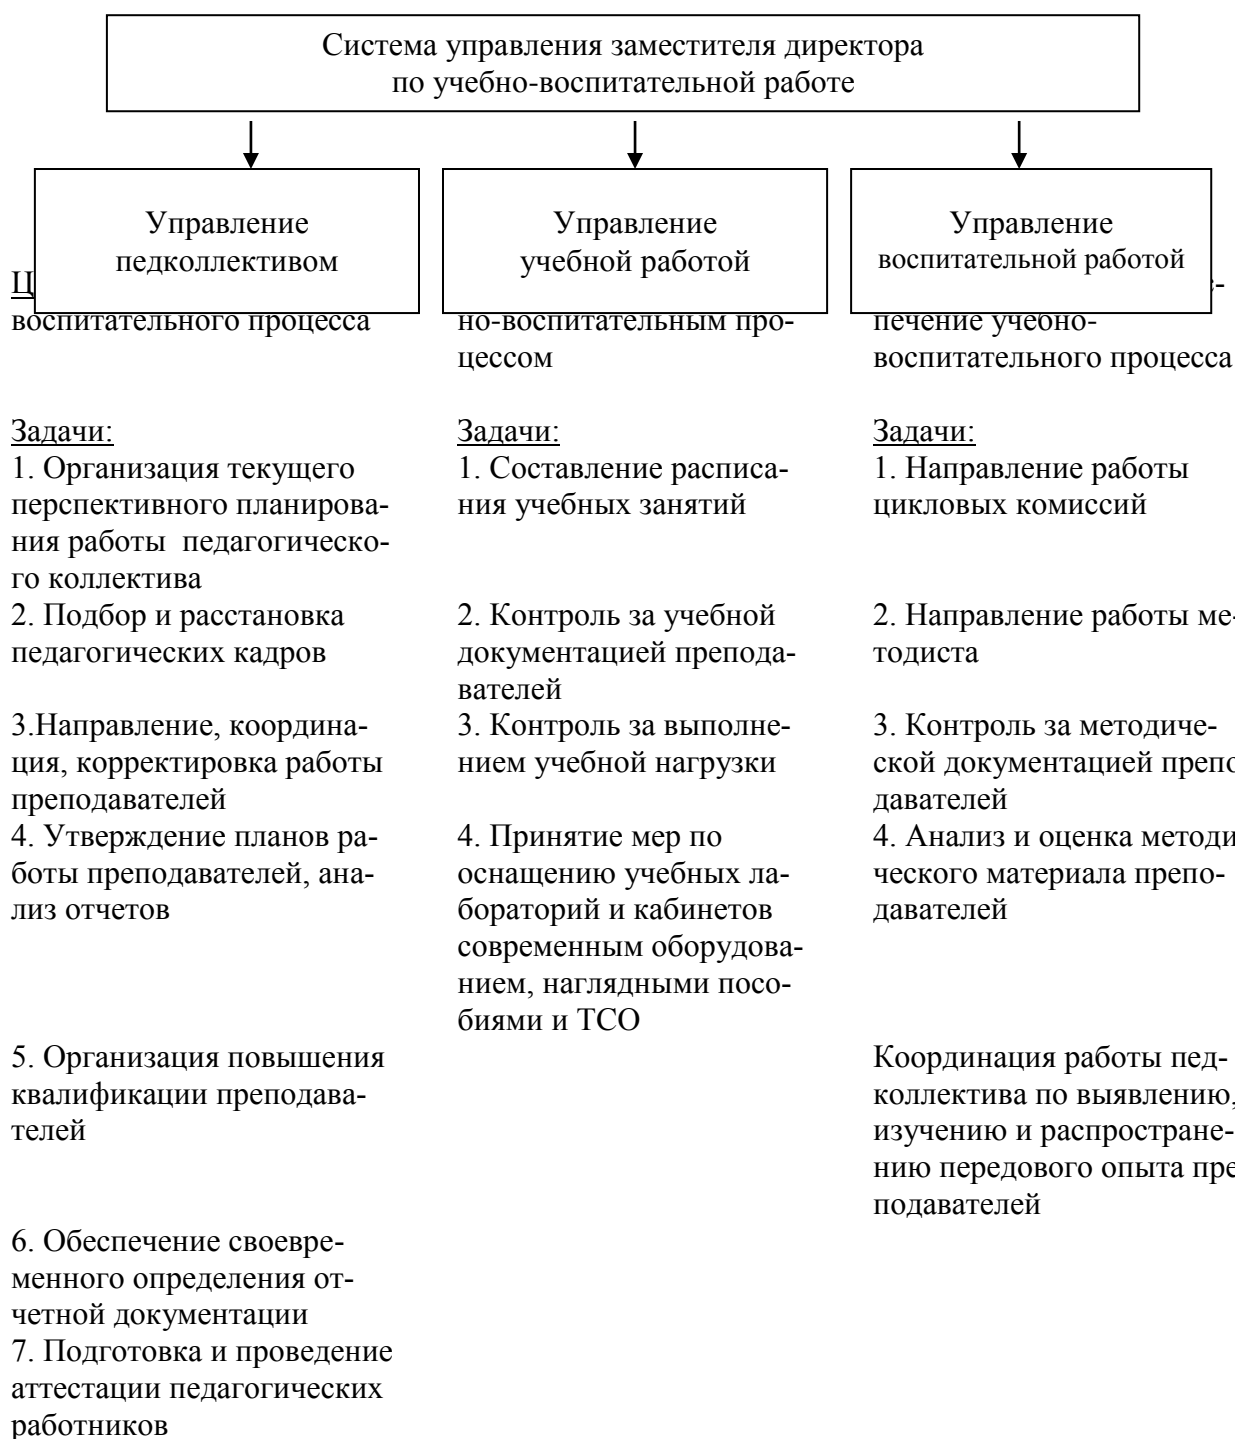 Система управления заместителя директора
по учебно-воспитательной работе
Управление
педколлективом
воспитательного процесса
Задачи:
1. Организация текущего
перспективного планирова-
ния работы педагогическо-
го коллектива
2. Подбор и расстановка
педагогических кадров
3.Направление, координа-
ция, корректировка работы
преподавателей
4. Утверждение планов ра-
боты преподавателей, ана-
лиз отчетов
5. Организация повышения
квалификации преподава-
телей
6. Обеспечение своевре-
менного определения от-
четной документации
7. Подготовка и проведение
аттестации педагогических
работников
Управление
учебной работой
но-воспитательным про-
цессом
Задачи:
1. Составление расписа-
ния учебных занятий
2. Контроль за учебной
документацией препода-
вателей
3. Контроль за выполне-
нием учебной нагрузки
4. Принятие мер по
оснащению учебных ла-
бораторий и кабинетов
современным оборудова-
нием, наглядными посо-
биями и ТСО
Управление
воспитательной работой
печение учебно-
воспитательного процесса
Задачи:
1. Направление работы
цикловых комиссий
2. Направление работы ме-
тодиста
3. Контроль за методиче-
ской документацией препо
давателей
4. Анализ и оценка методи
ческого материала препо-
давателей
Координация работы пед-
коллектива по выявлению,
изучению и распростране-
нию передового опыта пре
подавателей